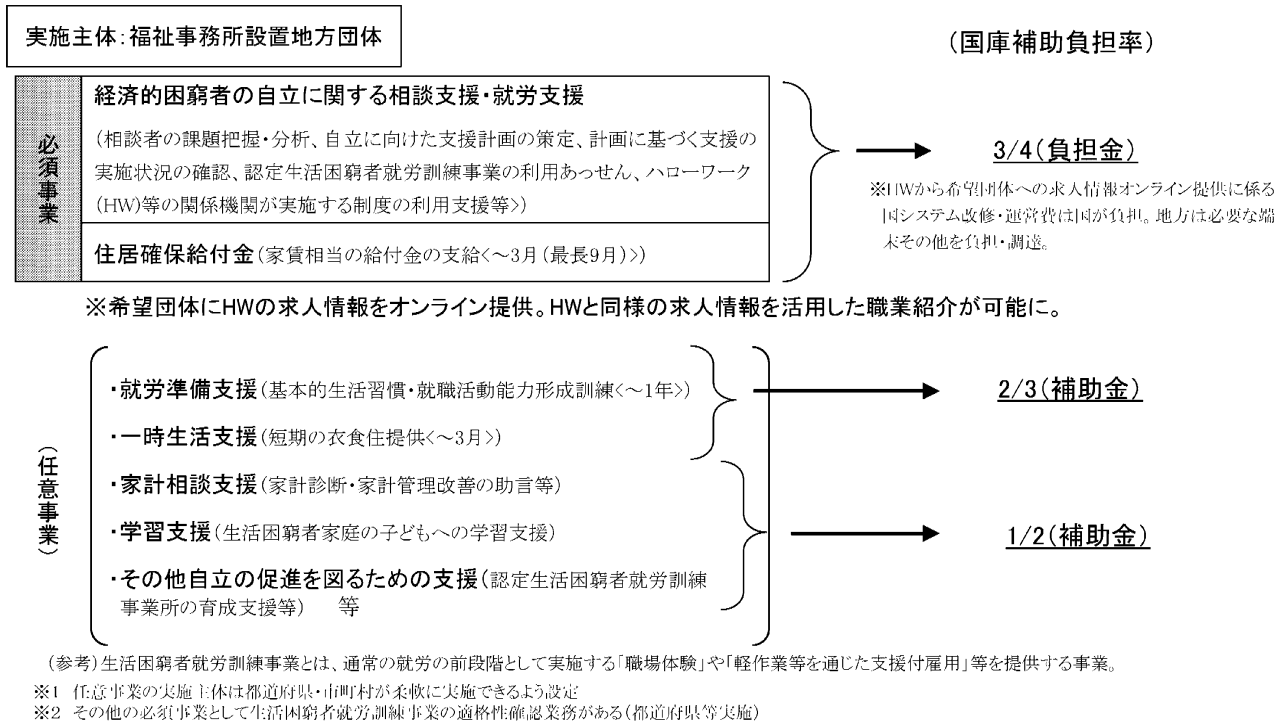 実施主体:福祉事務所設置地方団体
(国庫補助負担率)
必須事業
経済的困窮者の自立に関する相談支援・就労支援
(相談者の課題把握・分析、自立に向けた支援計画の策定、計画に基づく支援の
実施状況の確認、認定生活困窮者就労訓練事業の利用あっせん、ハローワーク
(HW)等の関係機関が実施する制度の利用支援等>)
住居確保給付金(家賃相当の給付金の支給<～3月(最長9月)>)
3/4(負担金)
※HWから希望団体への求人情報オンライン提供に係る
国システム改修・運営費は国が負担。地方は必要な端
末その他を負担・調達。
※希望団体にHWの求人情報をオンライン提供。HWと同様の求人情報を活用した職業紹介が可能に。
(任意事業)
・就労準備支援(基本的生活習慣・就職活動能力形成訓練<～1年>)
・一時生活支援(短期の衣食住提供<～3月>)
2/3(補助金)
・家計相談支援(家計診断・家計管理改善の助言等)
・学習支援(生活困窮者家庭の子どもへの学習支援)
・その他自立の促進を図るための支援(認定生活困窮者就労訓練
事業所の育成支援等) 等
1/2(補助金)
(参考)生活困窮者就労訓練事業とは、通常の就労の前段階として実施する「職場体験」や「軽作業等を通じた支援付雇用」等を提供する事業。
※1 任意事業の実施主体は都道府県・市町村が柔軟に実施できるよう設定
※2 その他の必須事業として生活困窮者就労訓練事業の適格性確認業務がある(都道府県等実施)